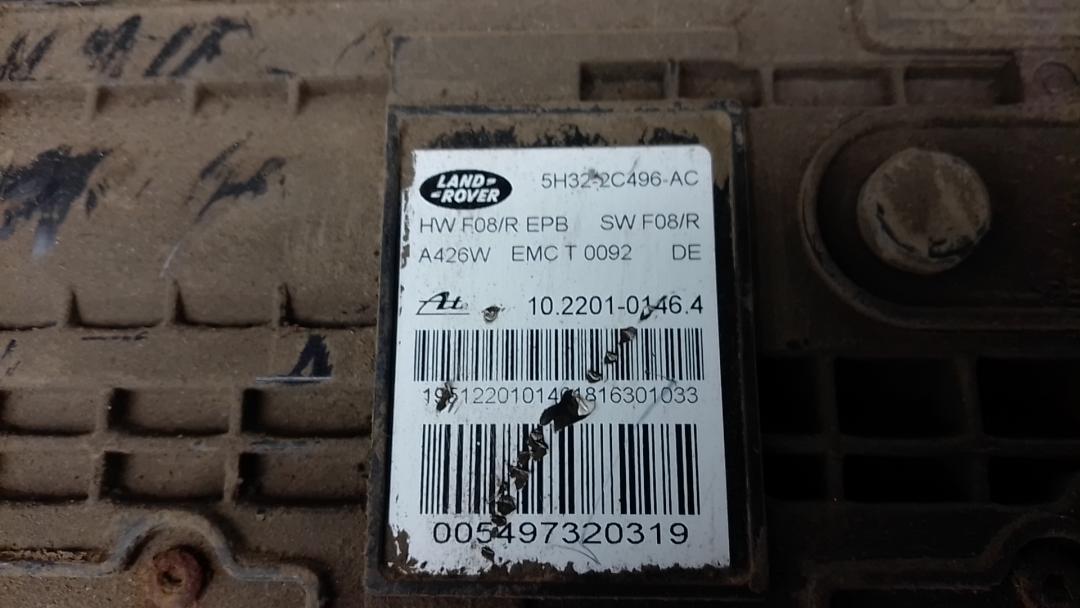 LAND-ROVER 5H32-2C496-AC
HW F08/R EPB SW F08/R
A426W EMC T 0092 DE
Ate 10.2201-0146.4
005497320319